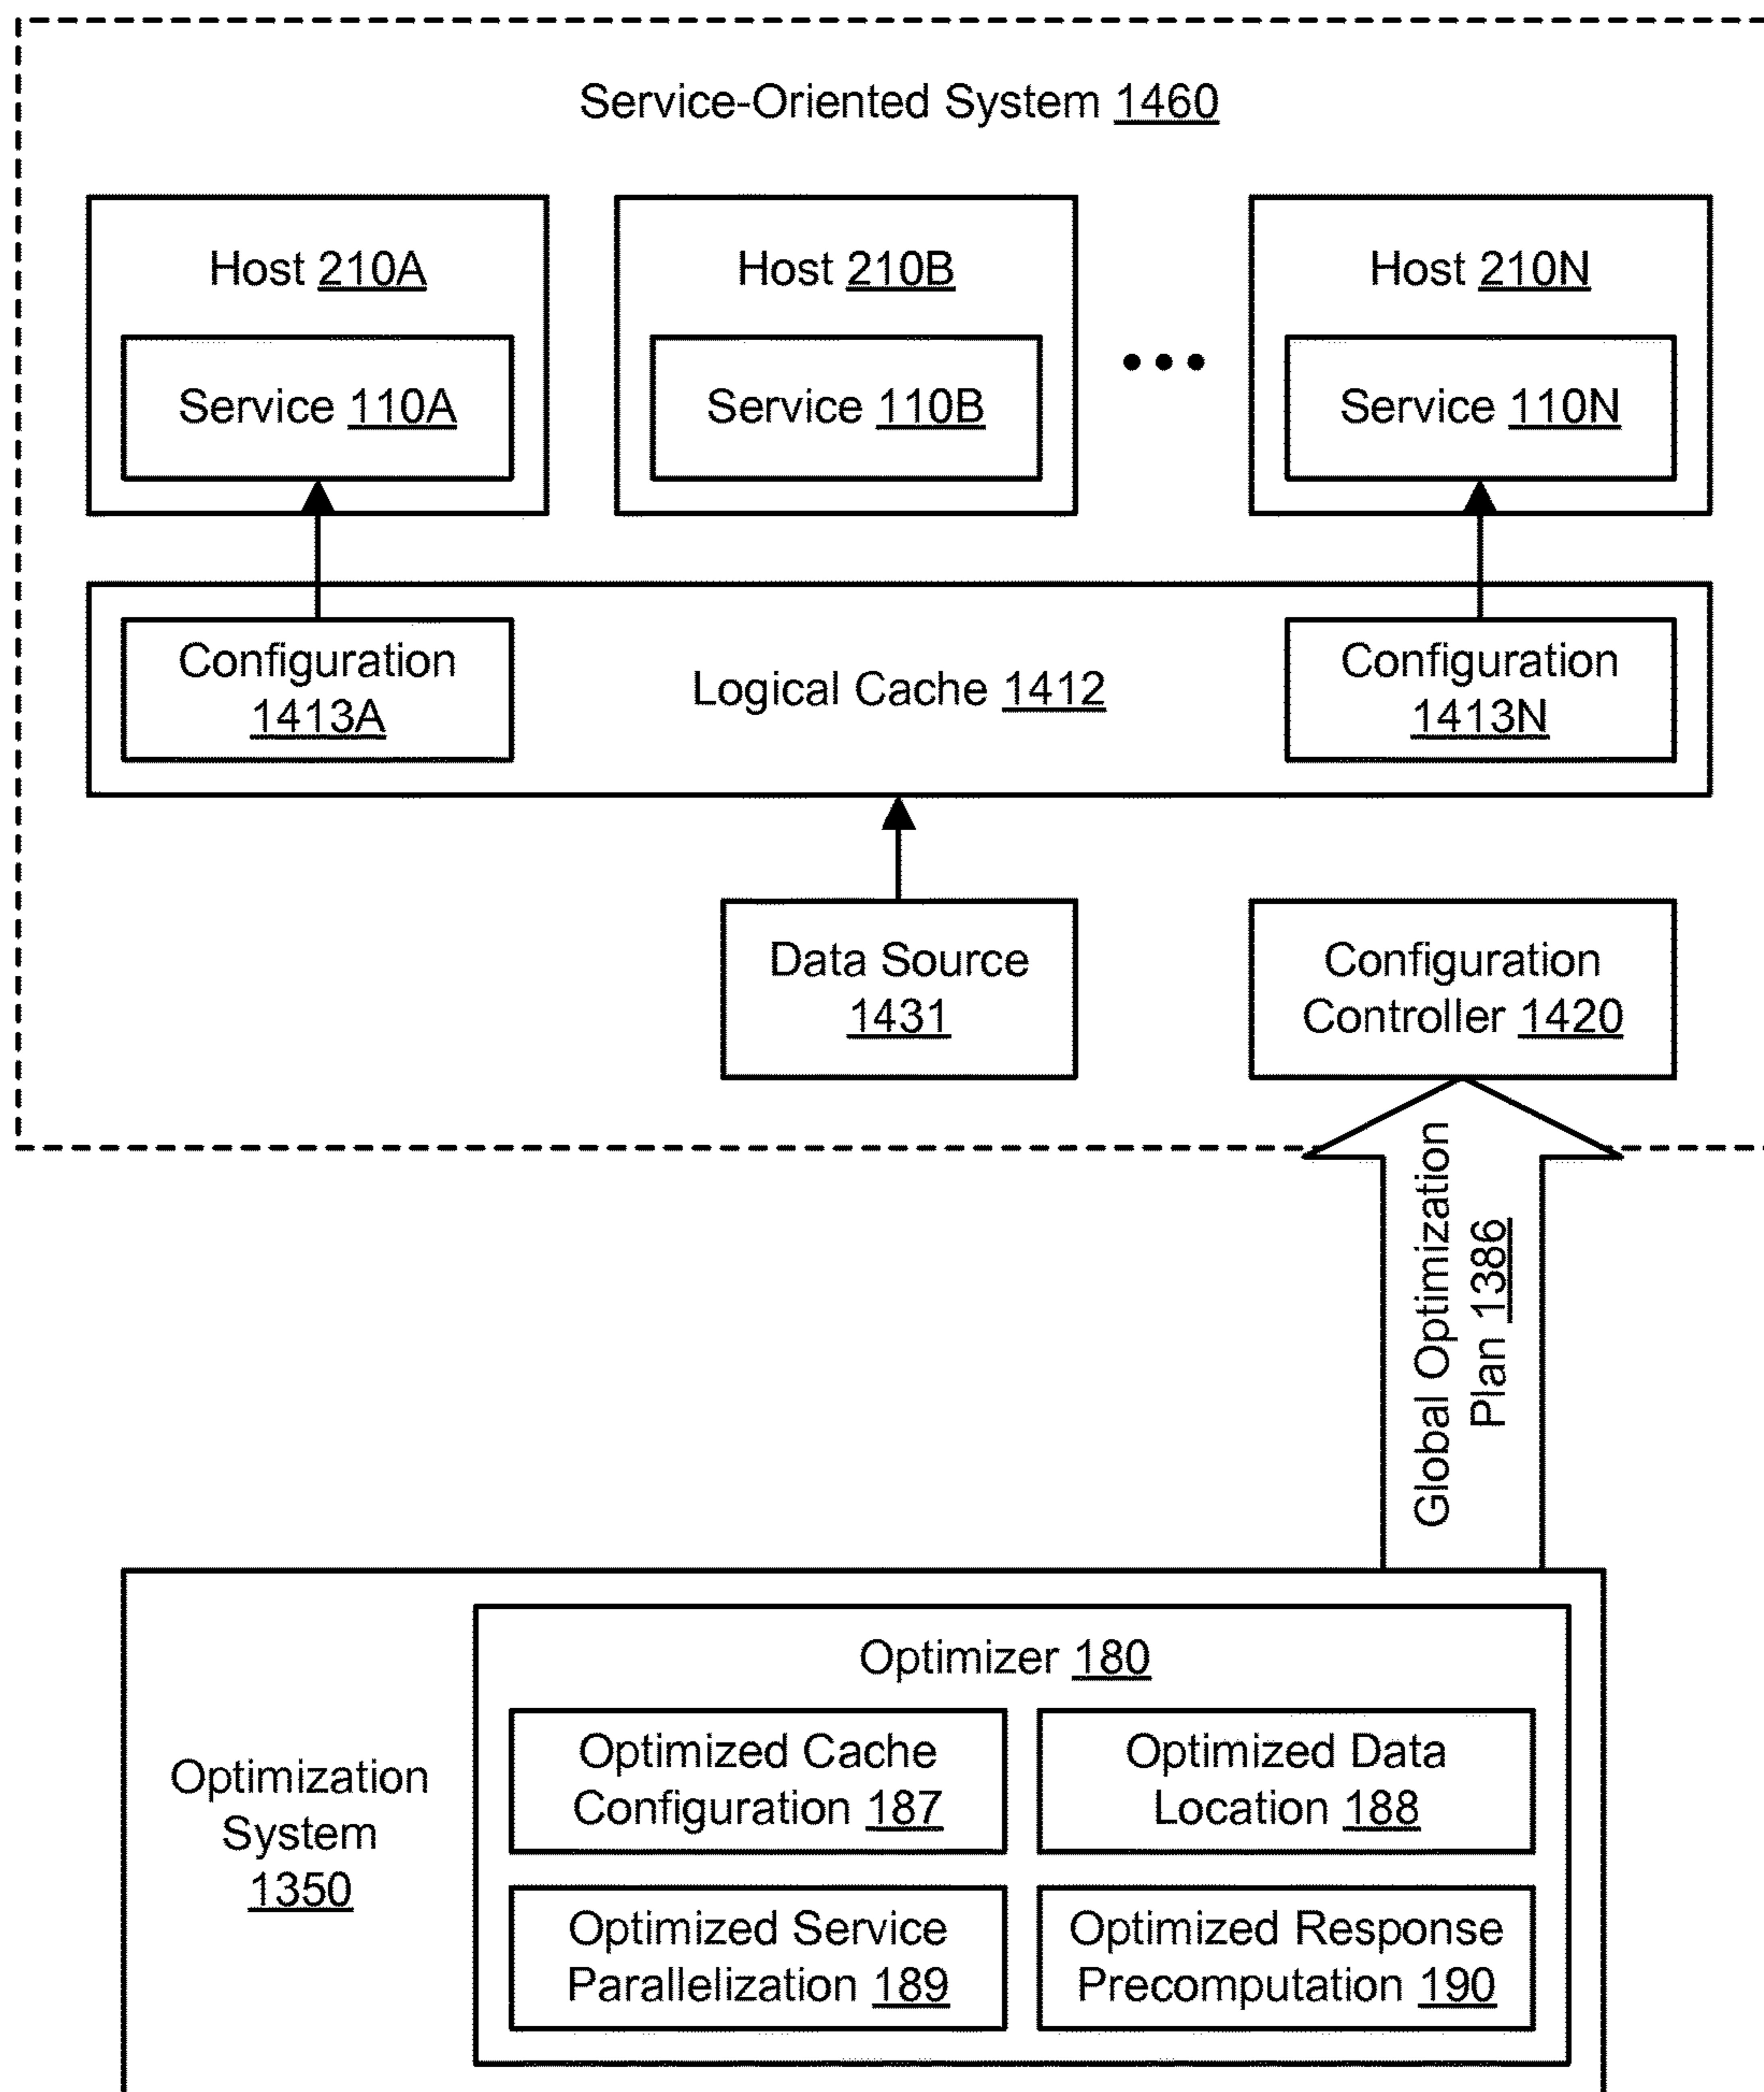 Service-Oriented System 1460
Host 210A
Host 210B
Host 210N
Service 110A
Service 110B
Service 110N
Configuration
1413A
Logical Cache 1412
Configuration
1413N
Data Source
1431
Configuration
Controller 1420
Global Optimization
Plan 1386
Optimization
System
1350
Optimizer 180
Optimized Cache
Configuration 187
Optimized Data
Location 188
Optimized Service
Parallelization 189
Optimized Response
Precomputation 190